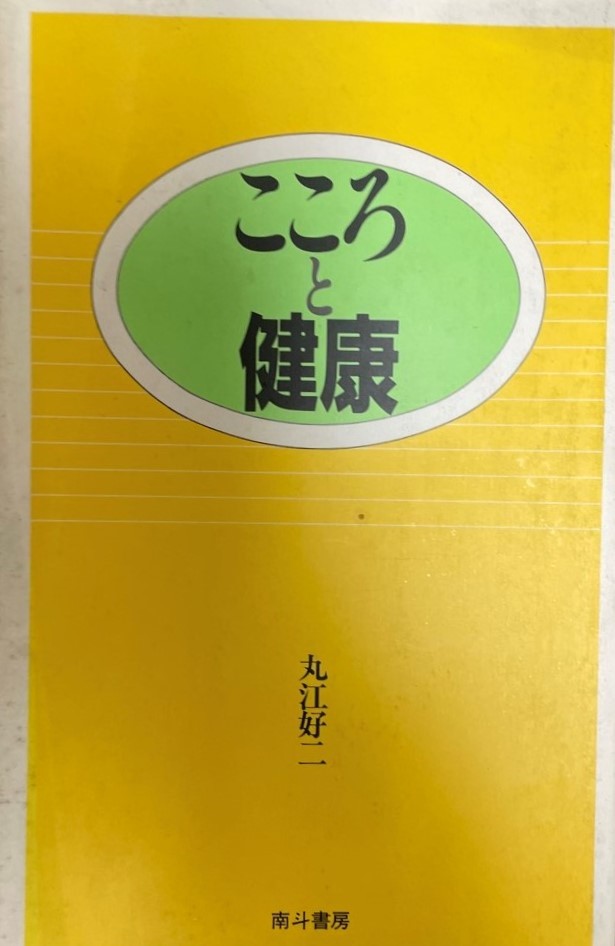 こころ
と
健康
丸江好二
南斗書房